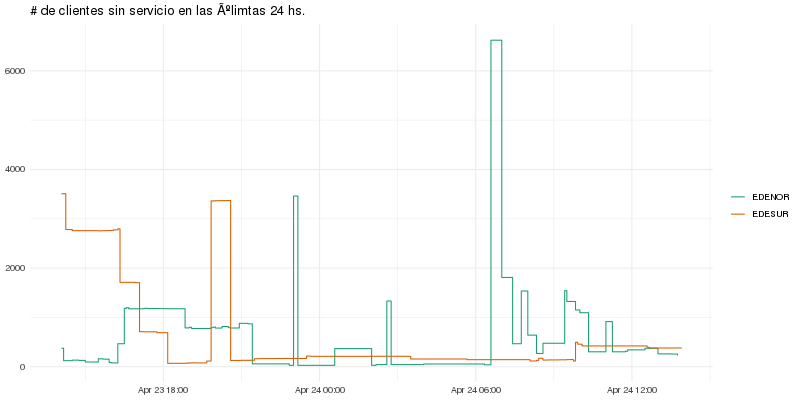 # de clientes sin servicio en las Ãºlimtas 24 hs.
6000
4000
2000
0
Apr 23 18:00
Apr 24 00:00
Apr 24 06:00
Apr 24 12:00
EDENOR
EDESUR